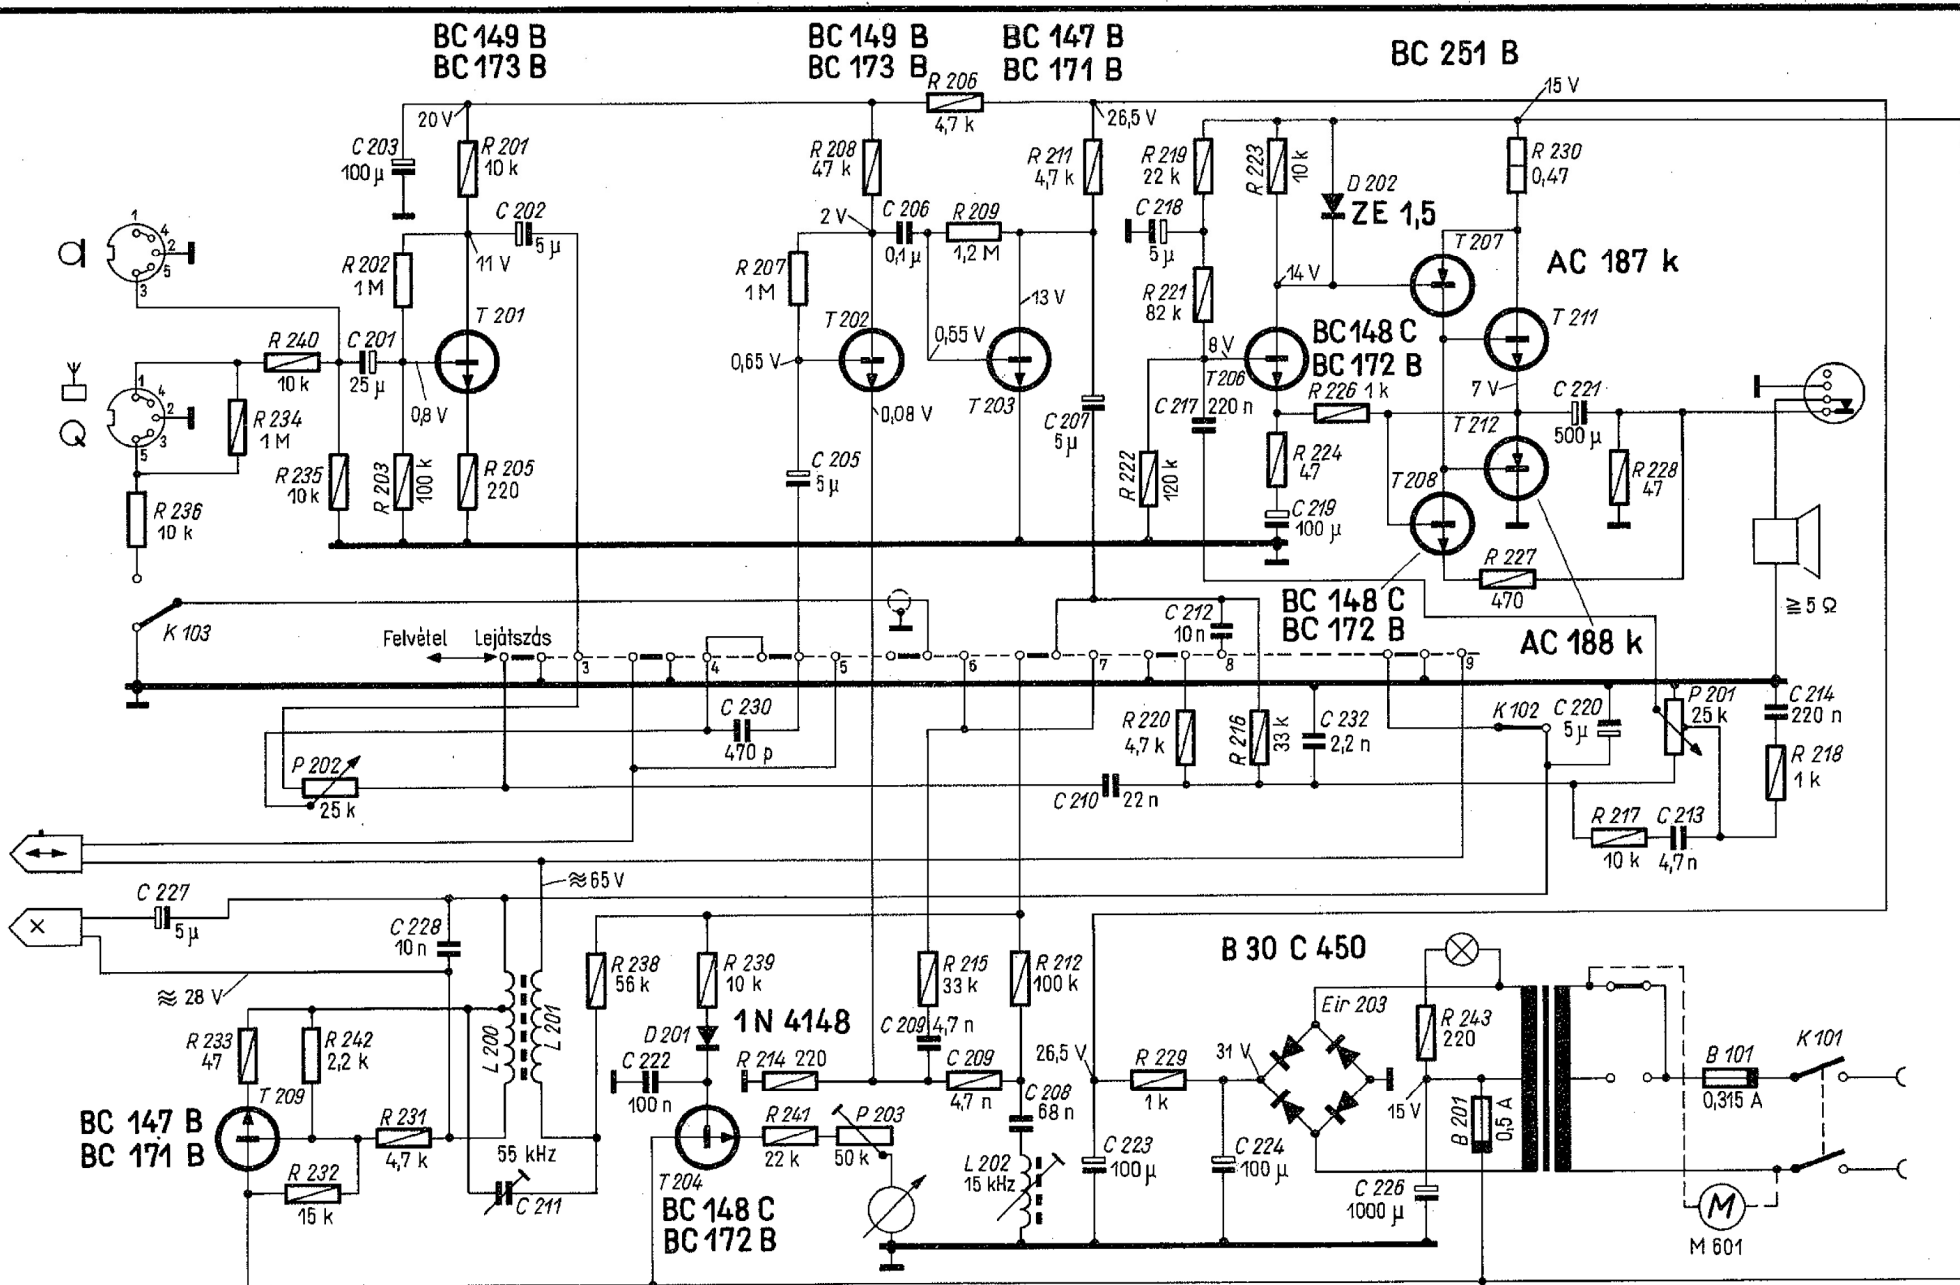 BC 149 B
BC 173 B
BC 149 B
BC 173 B
BC 147 B
BC 171 B
BC 251 B
R 206
4,7 k
20 V
26,5 V
15 V
C 203
100 µ
R 201
10 k
R 208
47 k
R 211
4,7 k
R 219
22 k
R 223
10 k
D 202
ZE 1,5
R 230
0,47
C 202
5 µ
11 V
2 V
C 206
0,1 µ
R 209
1,2 M
C 218
5 µ
T 207
AC 187 k
1
4
2
5
3
R 202
1 M
R 207
1 M
13 V
R 221
82 k
14 V
T 201
T 202
0,55 V
BC 148 C
BC 172 B
T 211
R 240
10 k
C 201
25 µ
0,65 V
8 V
T 206
1
4
2
3
5
R 234
1 M
0,8 V
0,08 V
T 203
C 207
5 µ
C 217
220 n
R 226 1 k
7 V
C 221
500 µ
T 212
R 235
10 k
R 203
100 k
R 205
220
C 205
5 µ
R 222
120 k
R 224
47
T 208
R 228
47
R 236
10 k
C 219
100 µ
R 227
470
K 103
BC 148 C
BC 172 B
≧ 5 Ω
Felvétel
Lejátszás
C 212
10 n
AC 188 k
3
4
5
6
7
8
9
C 230
470 p
R 220
4,7 k
R 216
33 k
C 232
2,2 n
K 102
C 220
5 µ
P 201
25 k
C 214
220 n
P 202
25 k
C 210
22 n
R 218
1 k
R 217
10 k
C 213
4,7 n
≈ 65 V
C 227
5 µ
C 228
10 n
B 30 C 450
≈ 28 V
R 238
56 k
R 239
10 k
R 215
33 k
R 212
100 k
Eir 203
R 233
47
R 242
2,2 k
L 200
L 201
D 201
1N 4148
C 209 4,7 n
R 243
220
C 222
100 n
R 214 220
C 209
4,7 n
26,5 V
R 229
1 k
31 V
B 101
0,315 A
K 101
T 209
C 208
68 n
15 V
B 201
0,5 A
BC 147 B
BC 171 B
R 231
4,7 k
55 kHz
R 241
22 k
P 203
50 k
C 223
100 µ
C 224
100 µ
R 232
15 k
C 211
T 204
BC 148 C
BC 172 B
L 202
15 kHz
C 226
1000 µ
M
M 601